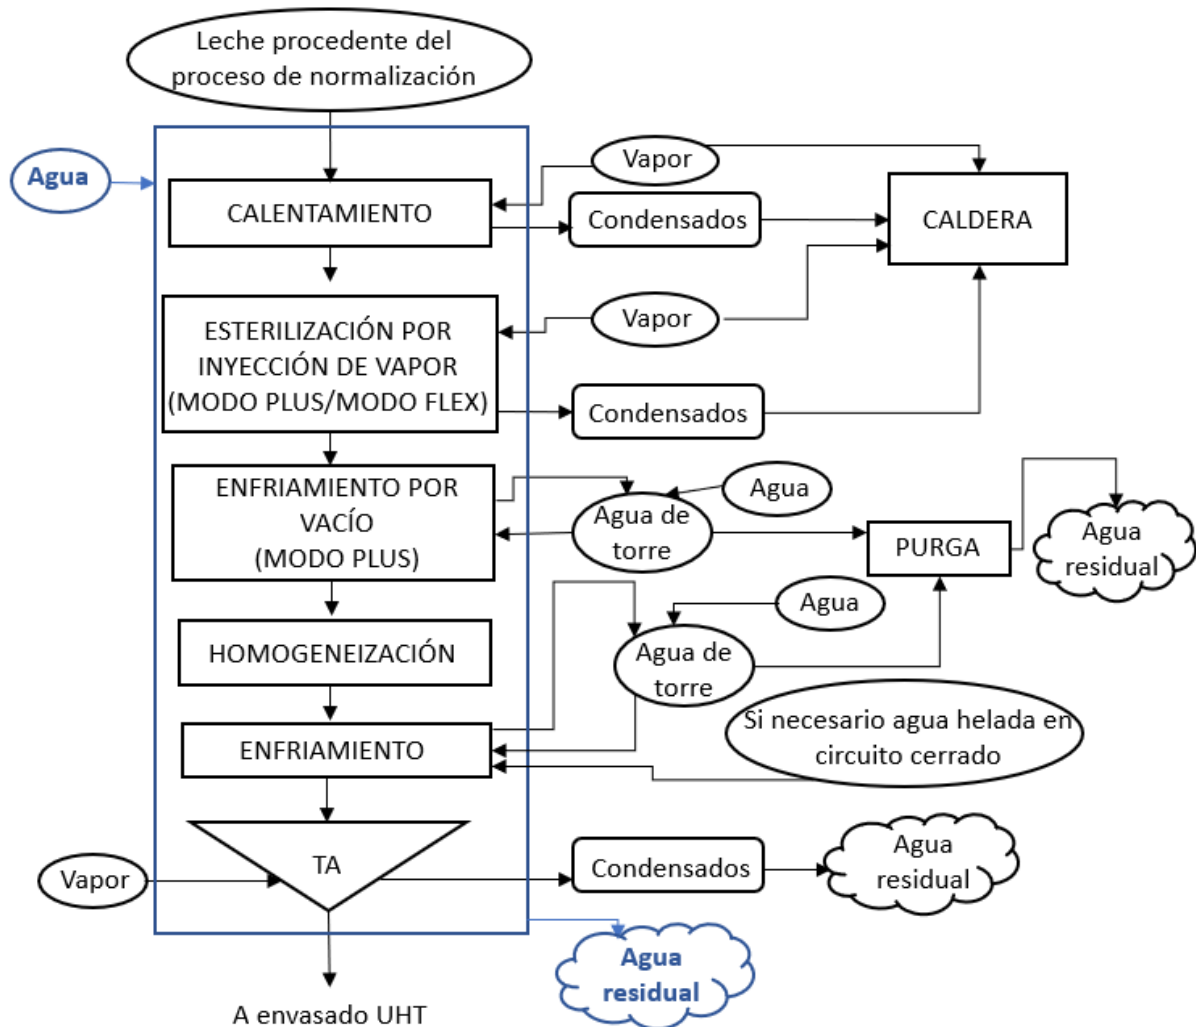 Leche procedente del
proceso de normalización
Agua
Vapor
CALENTAMIENTO
Condensados
CALDERA
ESTERILIZACIÓN POR
INYECCIÓN DE VAPOR
(MODO PLUS/MODO FLEX)
Vapor
Condensados
ENFRIAMIENTO POR
VACÍO
(MODO PLUS)
Agua
Agua de
torre
PURGA
Agua
residual
Agua
HOMOGENEIZACIÓN
Agua de
torre
Si necesario agua helada en
circuito cerrado
ENFRIAMIENTO
Vapor
TA
Condensados
Agua
residual
Agua
residual
A envasado UHT